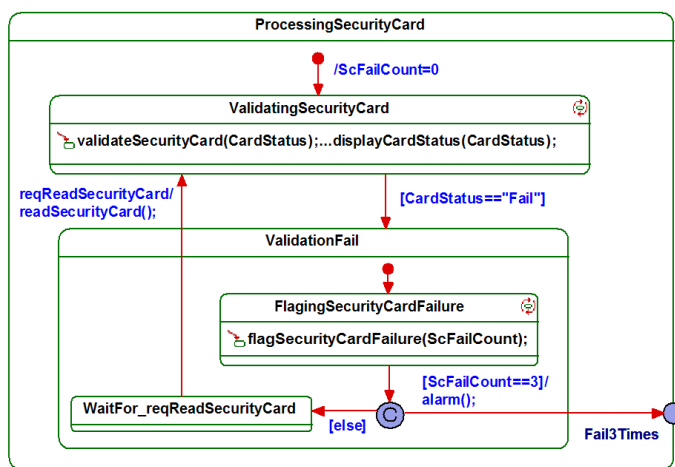 ProcessingSecurityCard
/ScFailCount=0
ValidatingSecurityCard
validateSecurityCard(CardStatus);...displayCardStatus(CardStatus);
reqReadSecurityCard/
readSecurityCard();
[CardStatus=="Fail"]
ValidationFail
FlagingSecurityCardFailure
flagSecurityCardFailure(ScFailCount);
[ScFailCount==3]/
alarm();
WaitFor_reqReadSecurityCard
C
[else]
Fail3Times